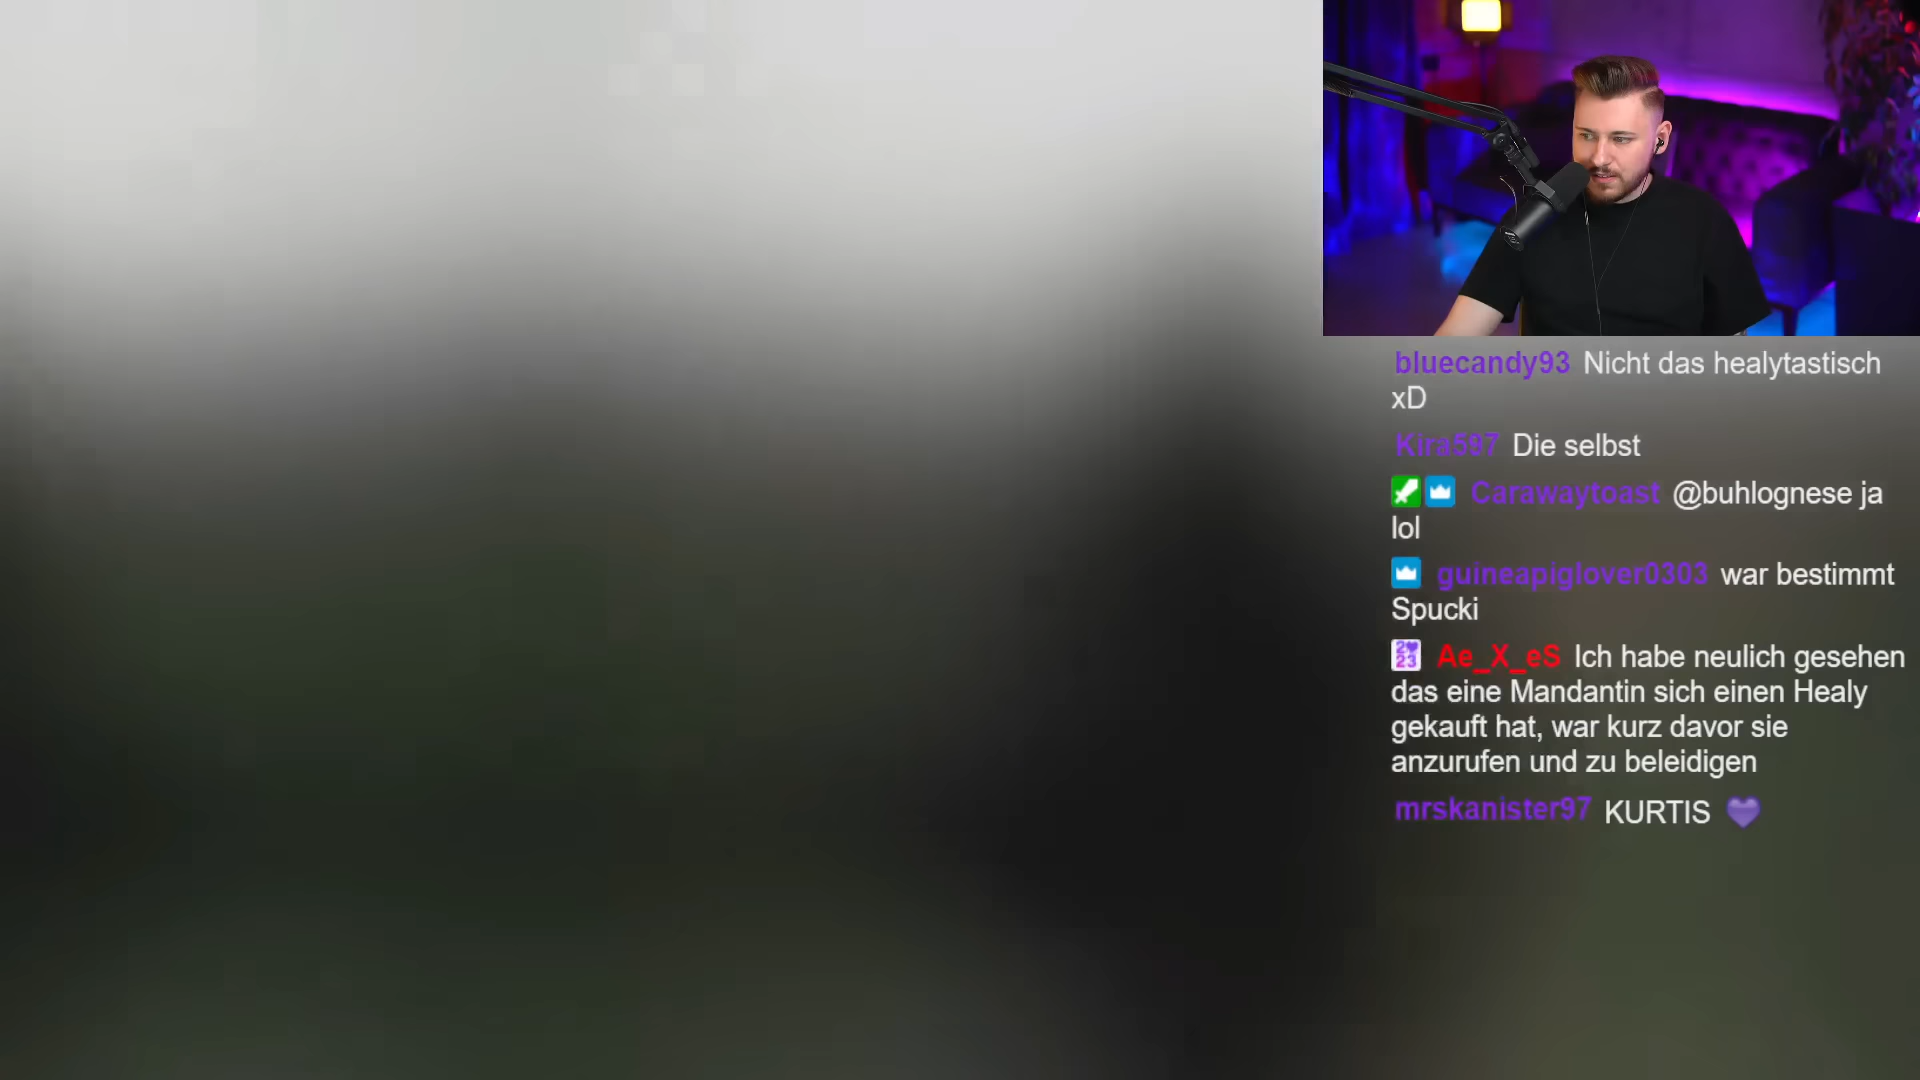 bluecandy93 Nicht das healytastisch
xD
Kira597 Die selbst
Carawaytoast @buhlognese ja
lol
guineapiglover0303 war bestimmt
Spucki
2023 Ae_X_eS Ich habe neulich gesehen
das eine Mandantin sich einen Healy
gekauft hat, war kurz davor sie
anzurufen und zu beleidigen
mrskanister97 KURTIS 💜